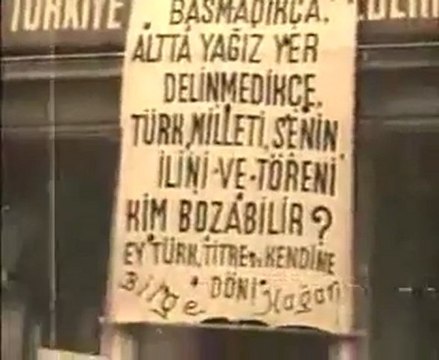 TÜRKİYE
BASMADIKÇA.
ALTTA YAĞIZ YER
DELİNMEDİKÇE,
TÜRK MİLLETİ, SENİN
İLİNİ-VE-TÖRENİ
KİM BOZABİLİR?
EY TÜRK, TİTRE VE KENDİNE
DÖN!
Bilge Kağan